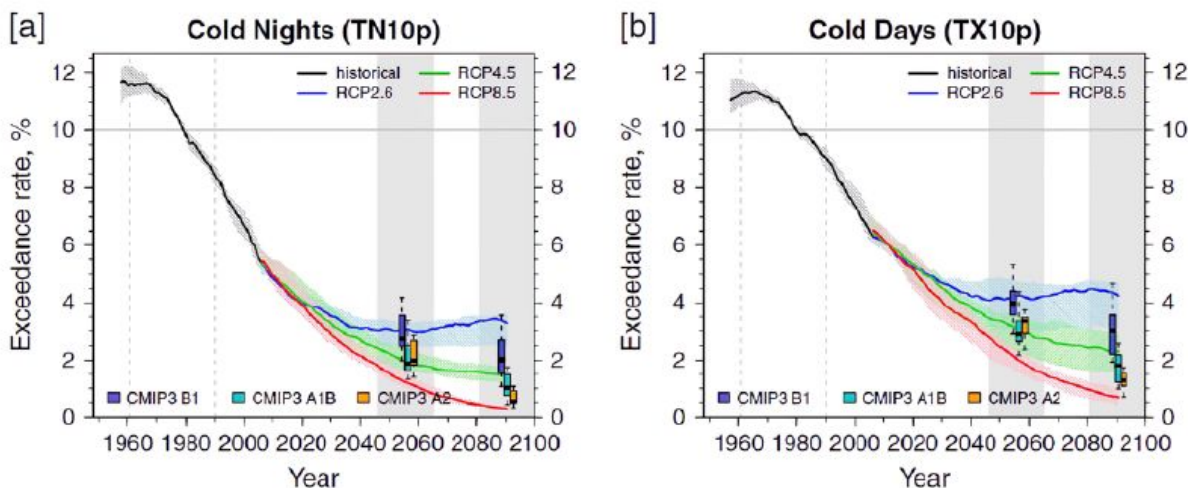 [a]
Cold Nights (TN10p)
historical
RCP2.6
RCP4.5
RCP8.5
Exceedance rate, %
12
10
8
6
4
2
0
12
10
8
6
4
2
0
CMIP3 B1
CMIP3 A1B
CMIP3 A2
1960 1980 2000 2020 2040 2060 2080 2100
Year
[b]
Cold Days (TX10p)
historical
RCP2.6
RCP4.5
RCP8.5
Exceedance rate, %
12
10
8
6
4
2
0
12
10
8
6
4
2
0
CMIP3 B1
CMIP3 A1B
CMIP3 A2
1960 1980 2000 2020 2040 2060 2080 2100
Year